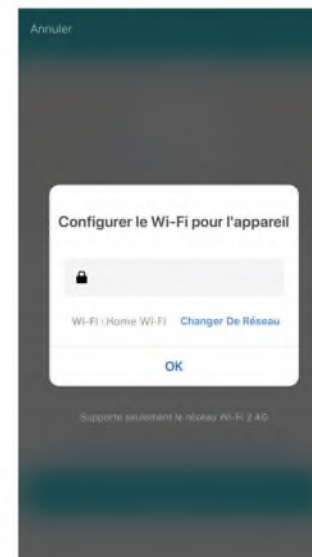 Annuler
Configurer le Wi-Fi pour l'appareil
Wi-Fi : Home Wi-Fi Changer De Réseau
OK
Supporte seulement le réseau Wi-Fi 2.4G